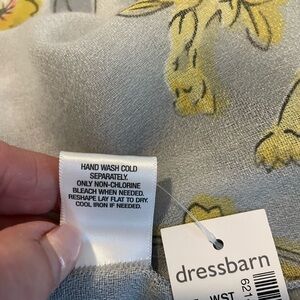 HAND WASH COLD
SEPARATELY.
ONLY NON-CHLORINE
BLEACH WHEN NEEDED.
RESHAPE LAY FLAT TO DRY.
COOL IRON IF NEEDED.
dressbarn
WST